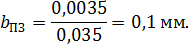 b_ПЗ = 0,0035 / 0,035 = 0,1 мм.